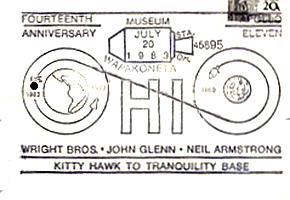 FOURTEENTH MUSEUM APOLLO
ANNIVERSARY JULY STA. ELEVEN
20
1983
45895
WAPAKONETA OH.
1903 1969
OHIO
WRIGHT BROS. • JOHN GLENN • NEIL ARMSTRONG
KITTY HAWK TO TRANQUILITY BASE